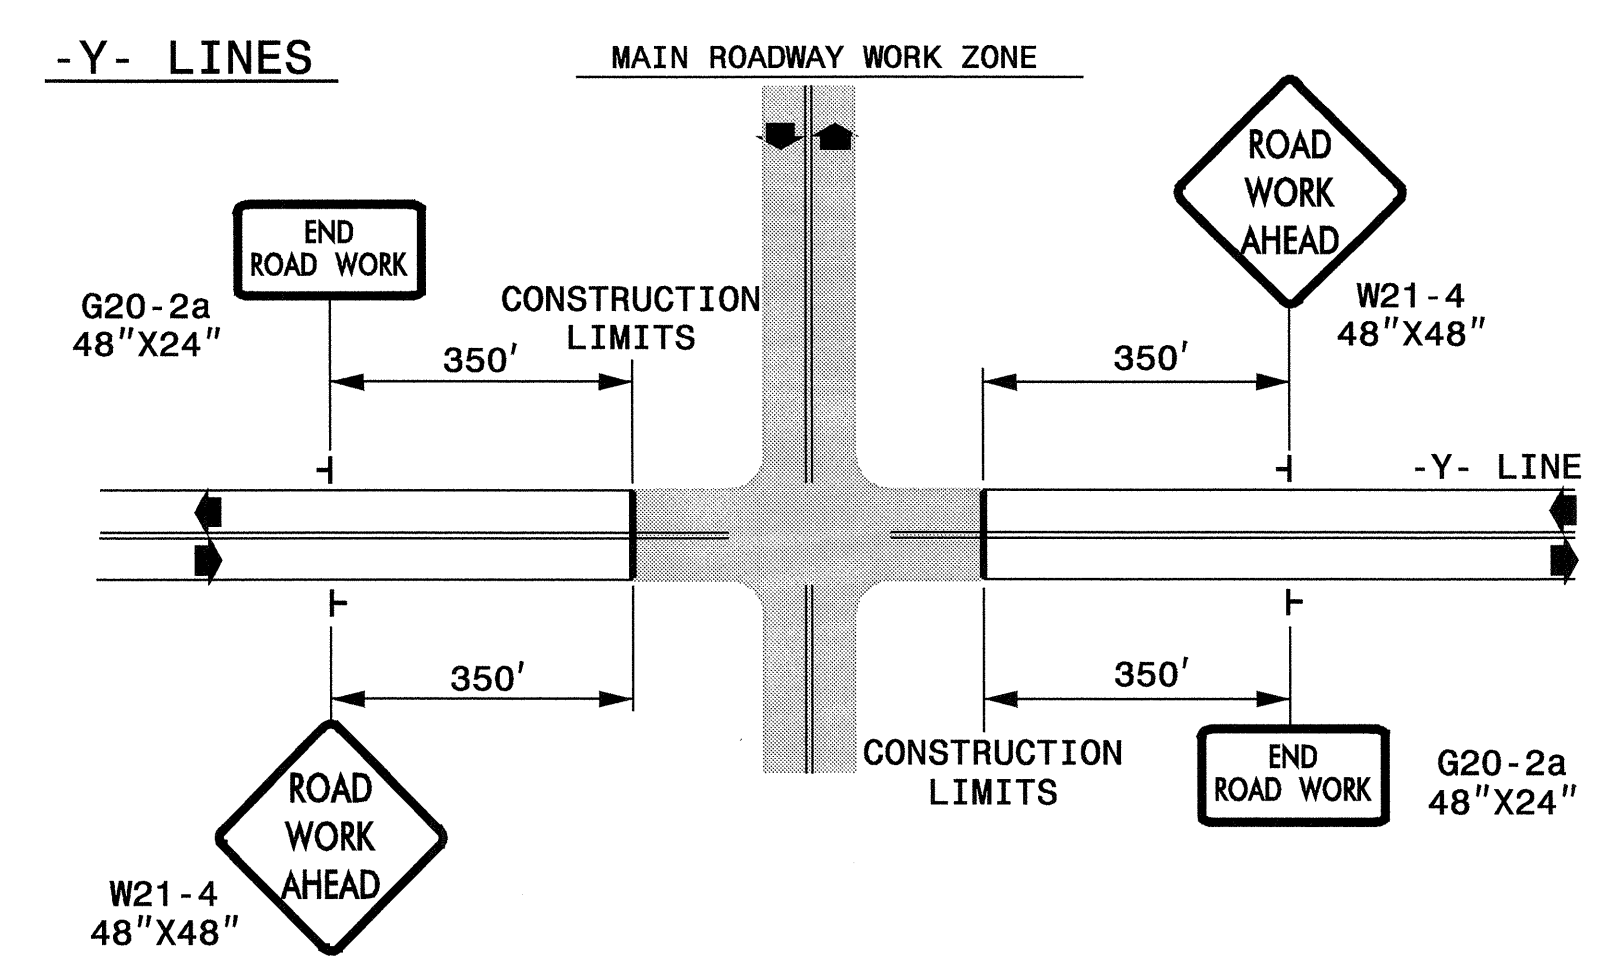 -Y- LINES
MAIN ROADWAY WORK ZONE
ROAD
WORK
AHEAD
W21-4
48"X48"
END
ROAD WORK
G20-2a
48"X24"
CONSTRUCTION
LIMITS
350'
350'
-Y- LINE
350'
350'
ROAD
WORK
AHEAD
W21-4
48"X48"
CONSTRUCTION
LIMITS
END
ROAD WORK
G20-2a
48"X24"